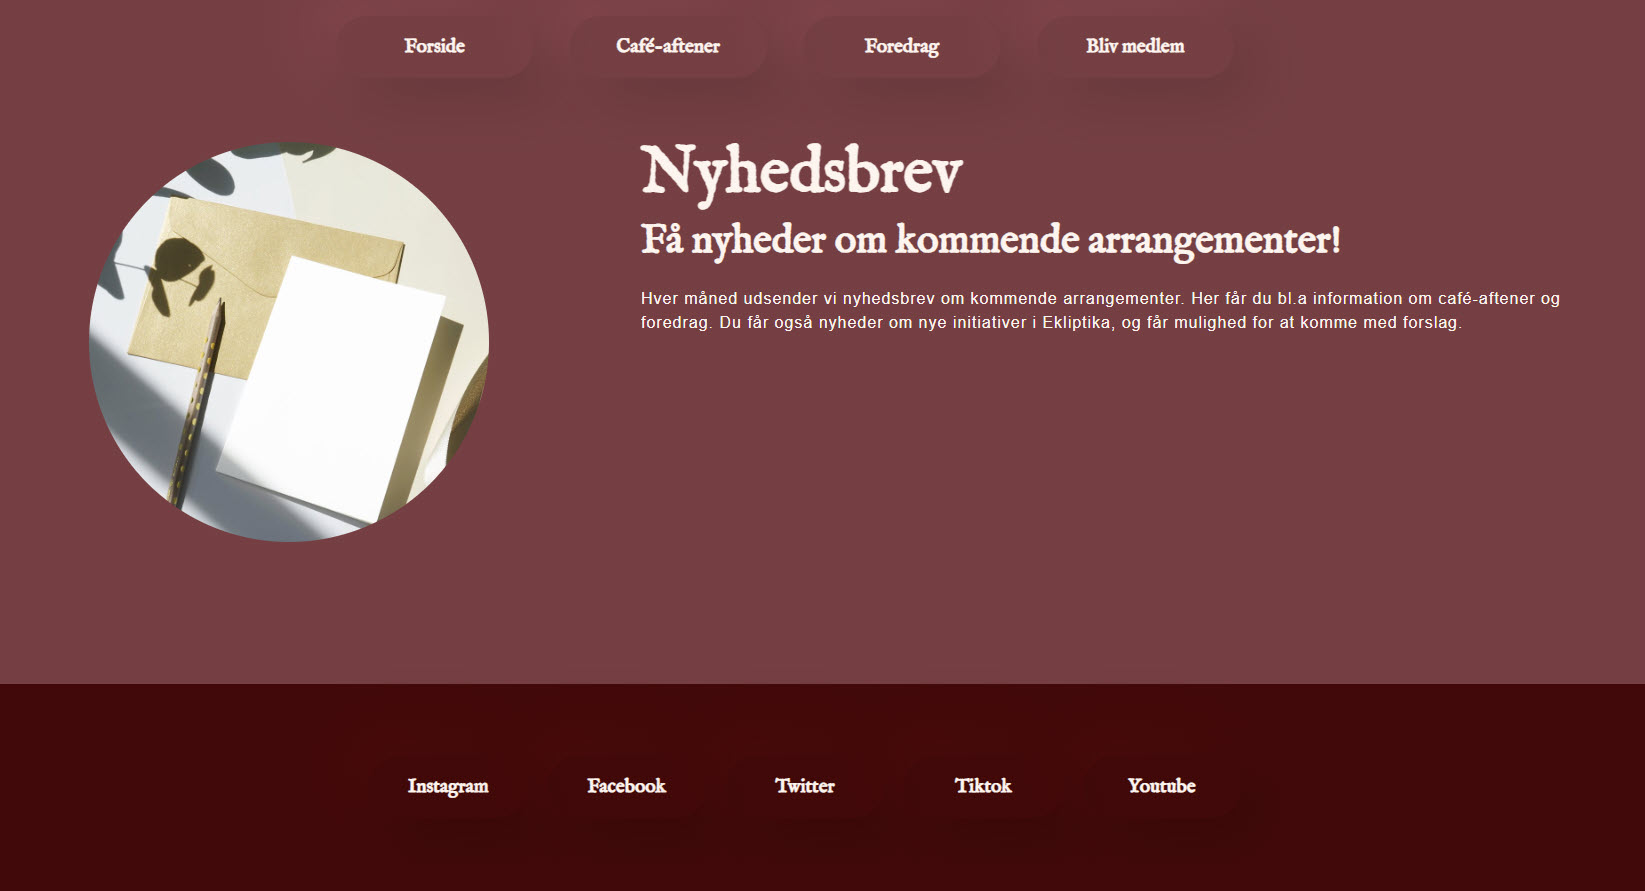 Forside
Café-aftener
Foredrag
Bliv medlem
Nyhedsbrev
Få nyheder om kommende arrangementer!
Hver måned udsender vi nyhedsbrev om kommende arrangementer. Her får du bl.a information om café-aftener og
foredrag. Du får også nyheder om nye initiativer i Ekliptika, og får mulighed for at komme med forslag.
Instagram
Facebook
Twitter
Tiktok
Youtube